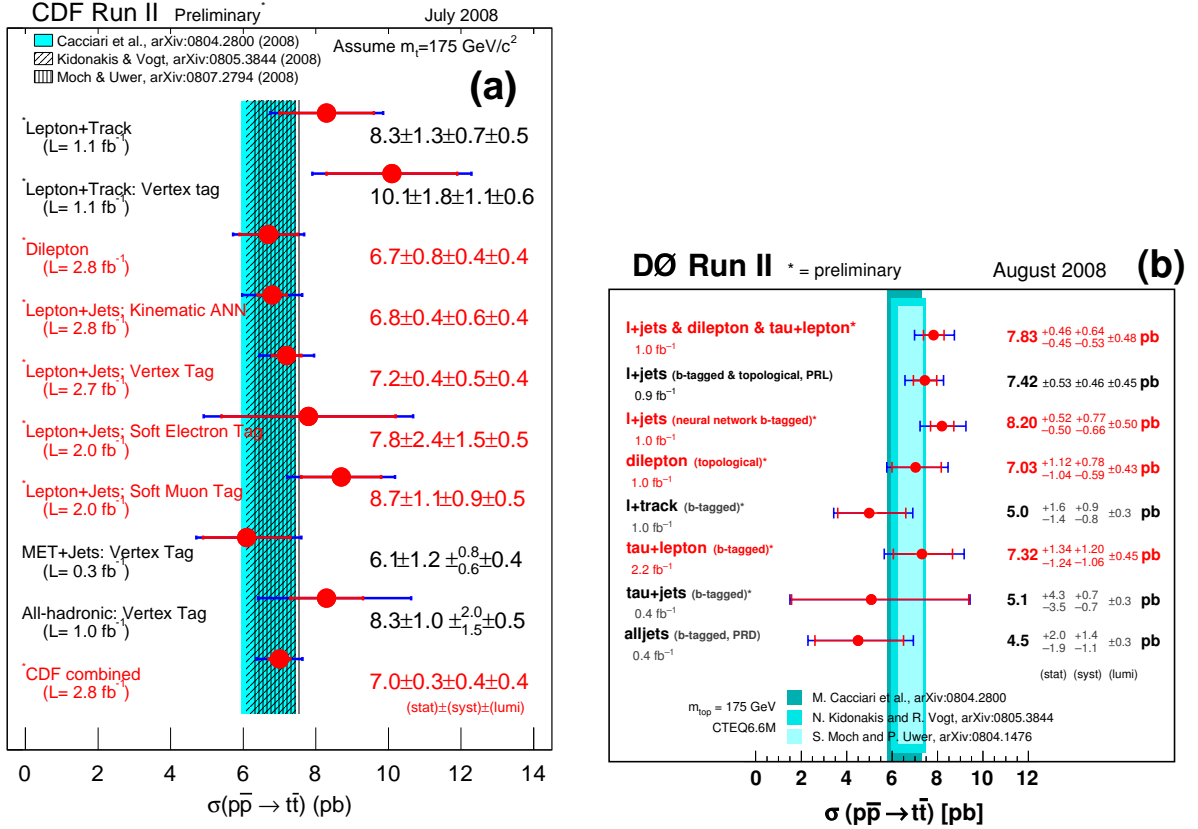 CDF Run II Preliminary* July 2008
Cacciari et al., arXiv:0804.2800 (2008)
Assume mt=175 GeV/c²
Kidonakis & Vogt, arXiv:0805.3844 (2008)
Moch & Uwer, arXiv:0807.2794 (2008)
(a)
*Lepton+Track
(L= 1.1 fb⁻¹)
8.3±1.3±0.7±0.5
*Lepton+Track: Vertex tag
(L= 1.1 fb⁻¹)
10.1±1.8±1.1±0.6
*Dilepton
(L= 2.8 fb⁻¹)
6.7±0.8±0.4±0.4
*Lepton+Jets; Kinematic ANN
(L= 2.8 fb⁻¹)
6.8±0.4±0.6±0.4
*Lepton+Jets; Vertex Tag
(L= 2.7 fb⁻¹)
7.2±0.4±0.5±0.4
*Lepton+Jets; Soft Electron Tag
(L= 2.0 fb⁻¹)
7.8±2.4±1.5±0.5
*Lepton+Jets; Soft Muon Tag
(L= 2.0 fb⁻¹)
8.7±1.1±0.9±0.5
MET+Jets: Vertex Tag
(L= 0.3 fb⁻¹)
6.1±1.2 ±0.8 0.6 ±0.4
All-hadronic: Vertex Tag
(L= 1.0 fb⁻¹)
8.3±1.0 ±2.0 1.5 ±0.5
*CDF combined
(L= 2.8 fb⁻¹)
7.0±0.3±0.4±0.4
(stat)±(syst)±(lumi)
0 2 4 6 8 10 12 14
σ(pp̅ → tt̅) (pb)
DØ Run II * = preliminary August 2008
(b)
l+jets & dilepton & tau+lepton*
1.0 fb⁻¹
7.83 +0.46 −0.45 +0.64 −0.53 ±0.48 pb
l+jets (b-tagged & topological, PRL)
0.9 fb⁻¹
7.42 ±0.53 ±0.46 ±0.45 pb
l+jets (neural network b-tagged)*
1.0 fb⁻¹
8.20 +0.52 −0.50 +0.77 −0.66 ±0.50 pb
dilepton (topological)*
1.0 fb⁻¹
7.03 +1.12 −1.04 +0.78 −0.59 ±0.43 pb
l+track (b-tagged)*
1.0 fb⁻¹
5.0 +1.6 −1.4 +0.9 −0.8 ±0.3 pb
tau+lepton (b-tagged)*
2.2 fb⁻¹
7.32 +1.34 −1.24 +1.20 −1.06 ±0.45 pb
tau+jets (b-tagged)*
0.4 fb⁻¹
5.1 +4.3 −3.5 +0.7 −0.7 ±0.3 pb
alljets (b-tagged, PRD)
0.4 fb⁻¹
4.5 +2.0 −1.9 +1.4 −1.1 ±0.3 pb
(stat) (syst) (lumi)
mtop = 175 GeV
CTEQ6.6M
M. Cacciari et al., arXiv:0804.2800
N. Kidonakis and R. Vogt, arXiv:0805.3844
S. Moch and P. Uwer, arXiv:0804.1476
0 2 4 6 8 10 12
σ (pp̅ → tt̅) [pb]